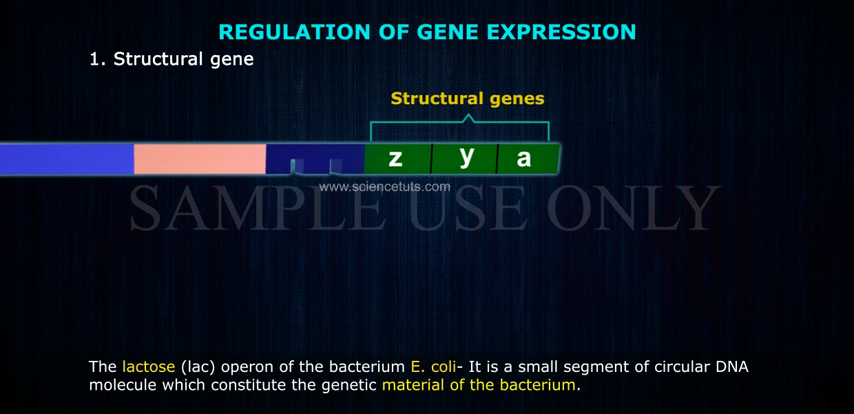 REGULATION OF GENE EXPRESSION
1. Structural gene
Structural genes
z y a
www.sciencetuts.com
SAMPLE USE ONLY
The lactose (lac) operon of the bacterium E. coli- It is a small segment of circular DNA
molecule which constitute the genetic material of the bacterium.